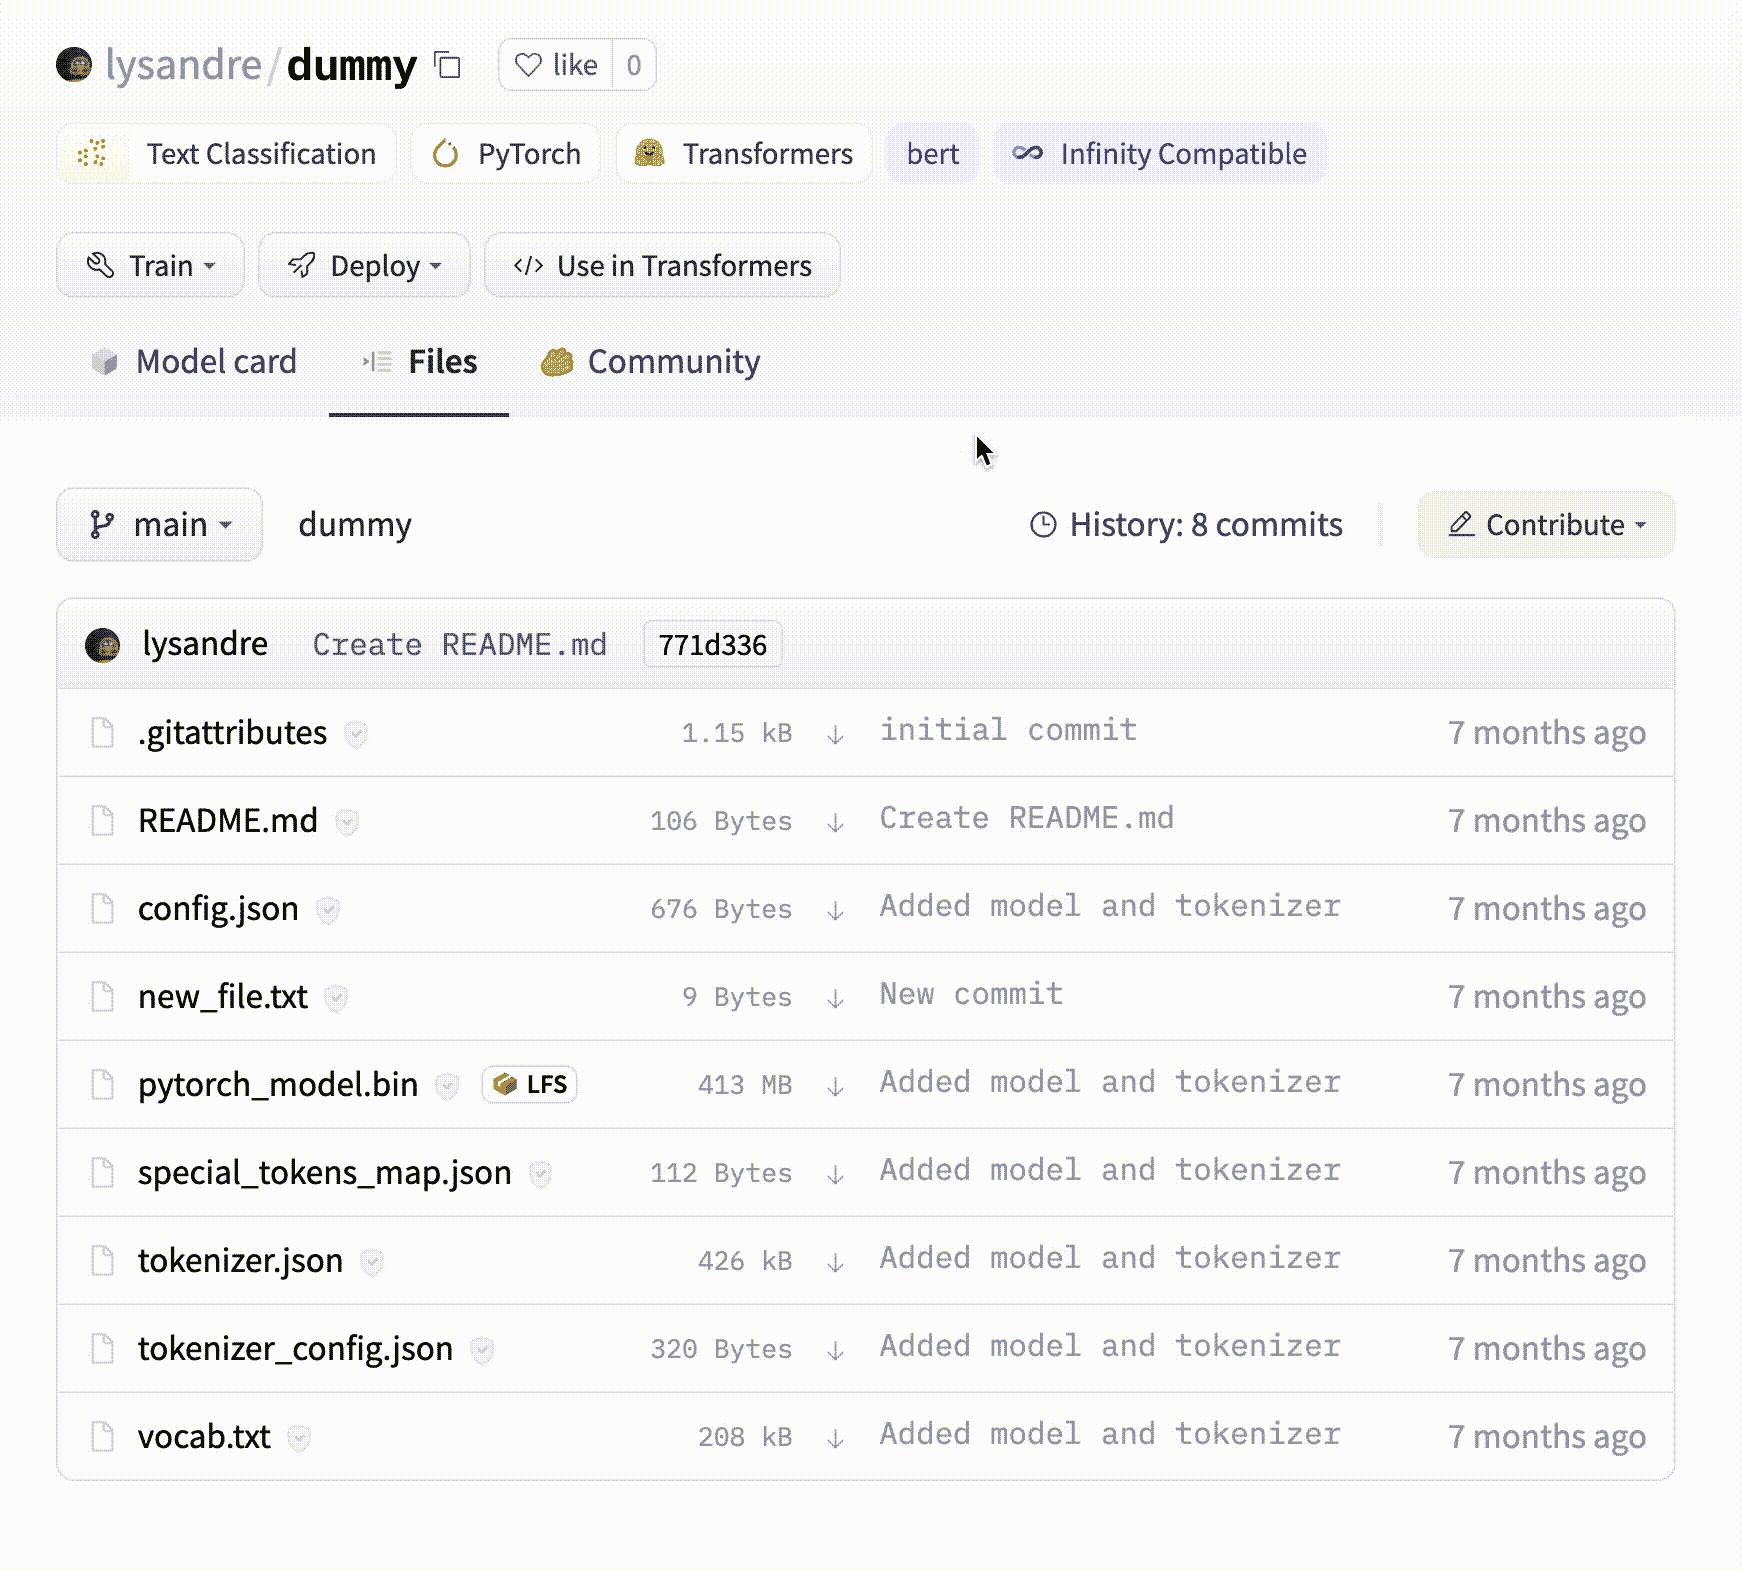 lysandre/dummy like 0
Text Classification PyTorch Transformers bert Infinity Compatible
Train Deploy </> Use in Transformers
Model card Files Community
main dummy History: 8 commits Contribute
lysandre Create README.md 771d336
.gitattributes 1.15 kB initial commit 7 months ago
README.md 106 Bytes Create README.md 7 months ago
config.json 676 Bytes Added model and tokenizer 7 months ago
new_file.txt 9 Bytes New commit 7 months ago
pytorch_model.bin LFS 413 MB Added model and tokenizer 7 months ago
special_tokens_map.json 112 Bytes Added model and tokenizer 7 months ago
tokenizer.json 426 kB Added model and tokenizer 7 months ago
tokenizer_config.json 320 Bytes Added model and tokenizer 7 months ago
vocab.txt 208 kB Added model and tokenizer 7 months ago